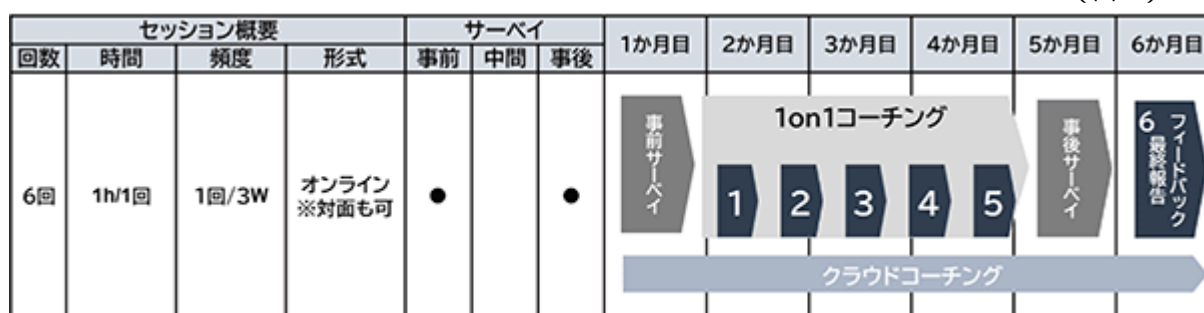 セッション概要 サーベイ 1か月目 2か月目 3か月目 4か月目 5か月目 6か月目
回数 時間 頻度 形式 事前 中間 事後
6回 1h/1回 1回/3W オンライン ● ●
※対面も可
事前サーベイ
1on1コーチング
1 2 3 4 5
事後サーベイ
6 フィードバック
最終報告
クラウドコーチング